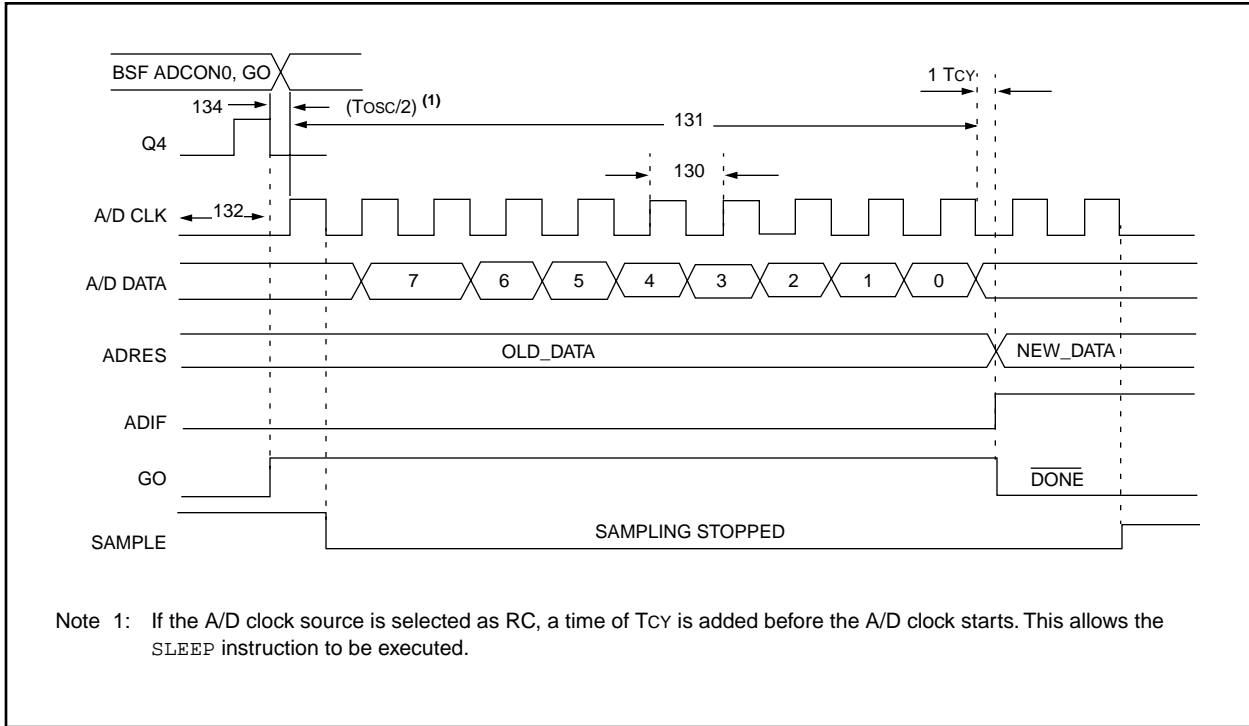 BSF ADCON0, GO
134
(TOSC/2) (1)
1 TCY
131
Q4
130
A/D CLK
132
A/D DATA
7 6 5 4 3 2 1 0
ADRES
OLD_DATA
NEW_DATA
ADIF
GO
DONE
SAMPLE
SAMPLING STOPPED
Note 1: If the A/D clock source is selected as RC, a time of TCY is added before the A/D clock starts. This allows the
SLEEP instruction to be executed.